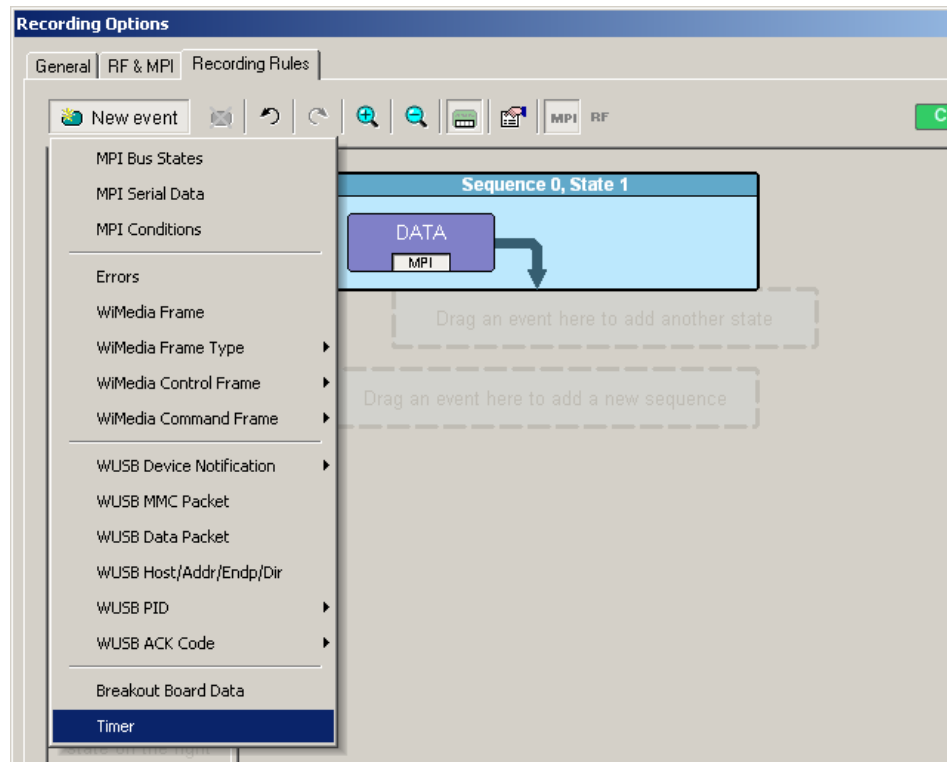 Recording Options
General RF & MPI Recording Rules
New event MPI RF C
MPI Bus States
MPI Serial Data
MPI Conditions
Errors
WiMedia Frame
WiMedia Frame Type
WiMedia Control Frame
WiMedia Command Frame
WUSB Device Notification
WUSB MMC Packet
WUSB Data Packet
WUSB Host/Addr/Endp/Dir
WUSB PID
WUSB ACK Code
Breakout Board Data
Timer
state on the right
Sequence 0, State 1
DATA
MPI
Drag an event here to add another state
Drag an event here to add a new sequence